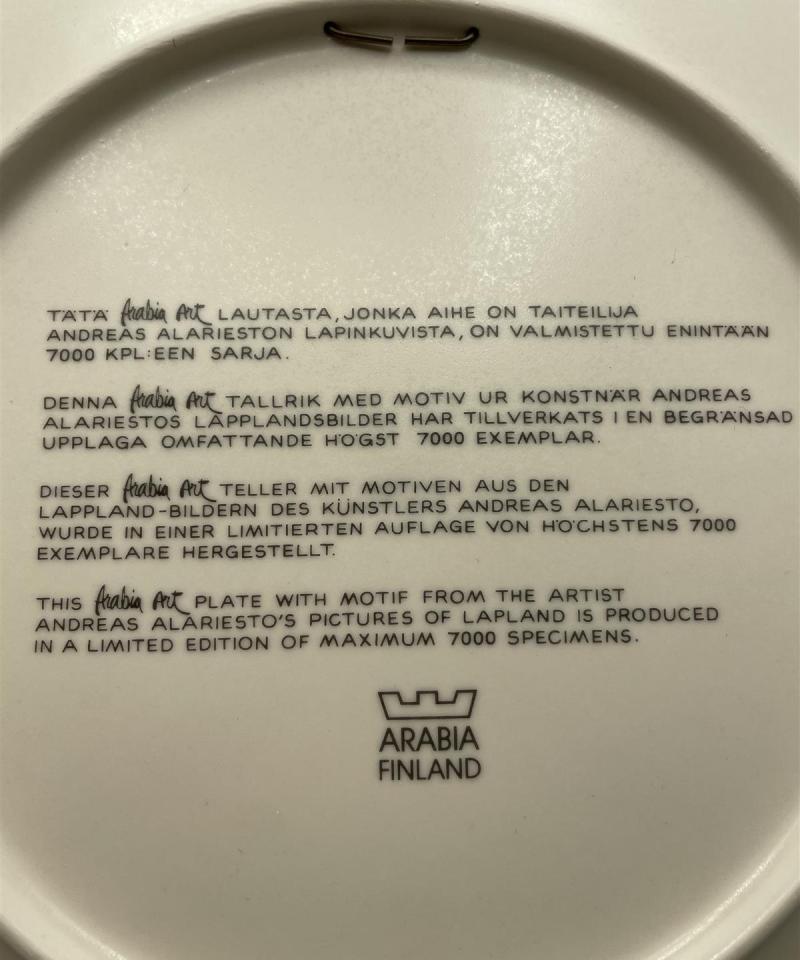 TÄTÄ Arabia Art LAUTASTA, JONKA AIHE ON TAITEILIJA
ANDREAS ALARIESTON LAPINKUVISTA, ON VALMISTETTU ENINTÄÄN
7000 KPL:EEN SARJA.
DENNA Arabia Art TALLRIK MED MOTIV UR KONSTNÄR ANDREAS
ALARIESTOS LAPPLANDSBILDER HAR TILLVERKATS I EN BEGRÄNSAD
UPPLAGA OMFATTANDE HÖGST 7000 EXEMPLAR.
DIESER Arabia Art TELLER MIT MOTIVEN AUS DEN
LAPPLAND-BILDERN DES KÜNSTLERS ANDREAS ALARIESTO,
WURDE IN EINER LIMITIERTEN AUFLAGE VON HÖCHSTENS 7000
EXEMPLARE HERGESTELLT.
THIS Arabia Art PLATE WITH MOTIF FROM THE ARTIST
ANDREAS ALARIESTO'S PICTURES OF LAPLAND IS PRODUCED
IN A LIMITED EDITION OF MAXIMUM 7000 SPECIMENS.
ARABIA
FINLAND